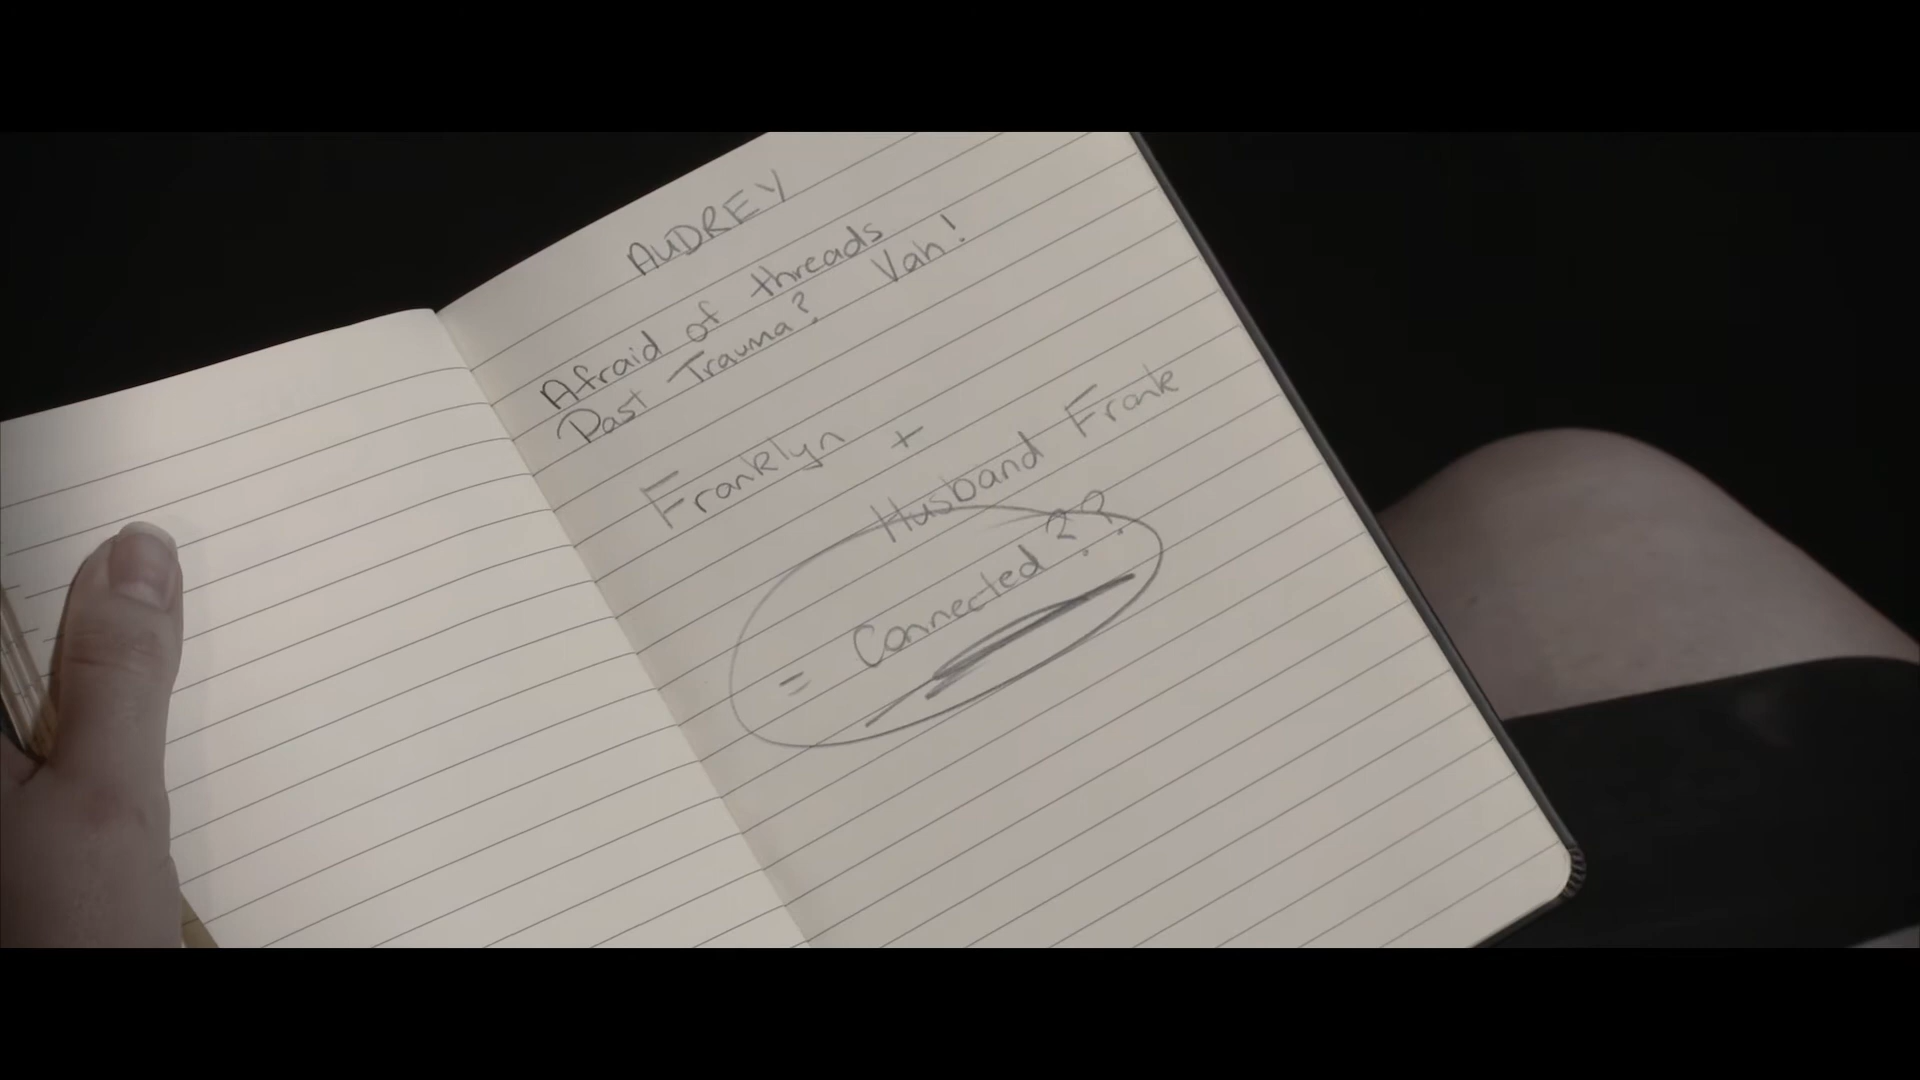 AUDREY
Afraid of threads
Past Trauma? Vah!
Franklyn +
Husband Frank
= Connected??